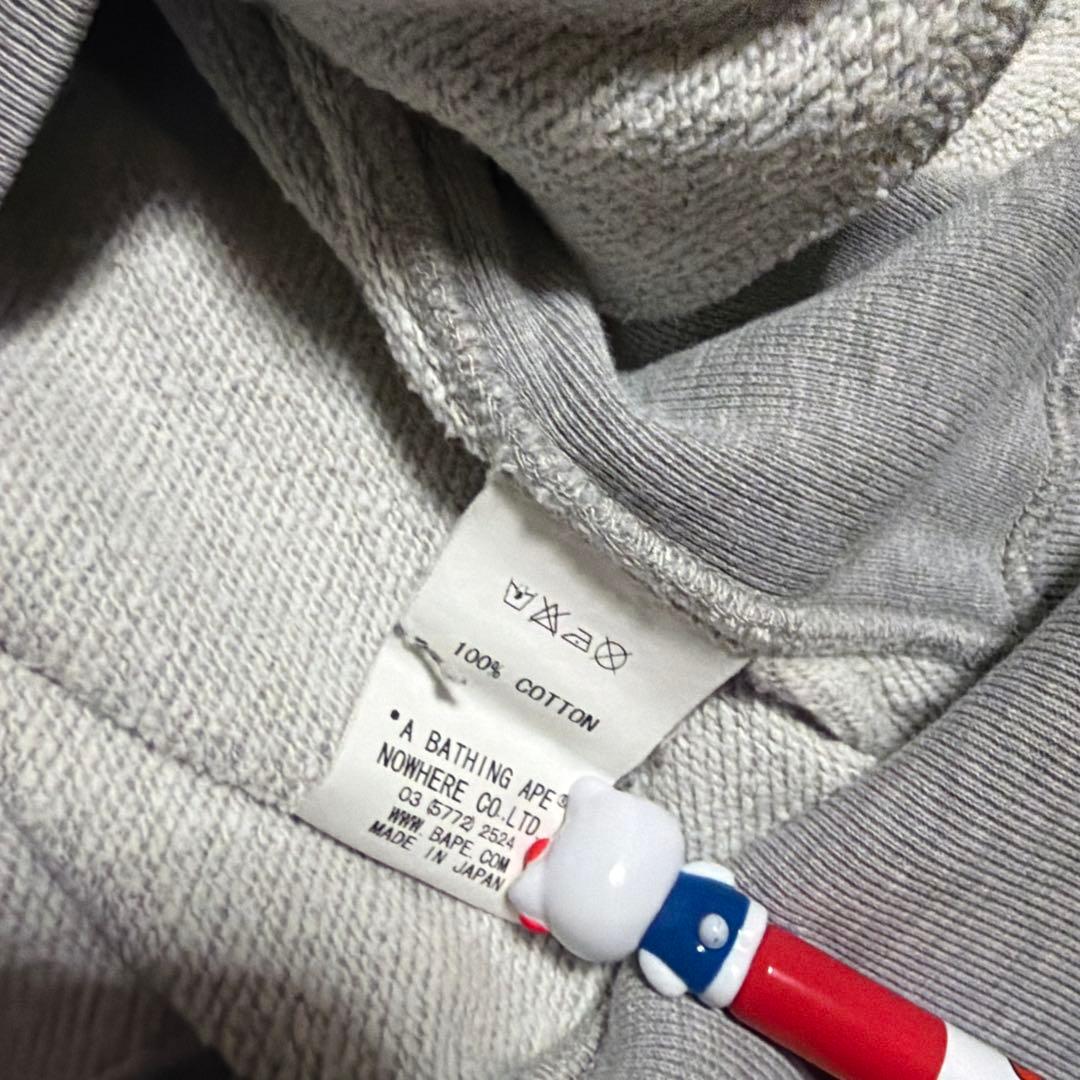 100% COTTON
•A BATHING APE®
NOWHERE CO.LTD
03 (5772) 2524
WWW. BAPE. COM
MADE IN JAPAN